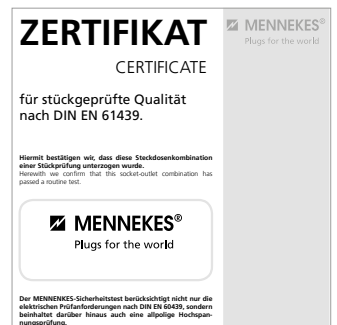 ZERTIFIKAT
CERTIFICATE
für stückgeprüfte Qualität
nach DIN EN 61439.
Hiermit bestätigen wir, dass diese Steckdosenkombination
einer Stückprüfung unterzogen wurde.
Herewith we confirm that this socket-outlet combination has
passed a routine test.
MENNEKES®
Plugs for the world
Der MENNENKES-Sicherheitstest berücksichtigt nicht nur die
elektrischen Prüfanforderungen nach DIN EN 60439, sondern
beinhaltet darüber hinaus auch eine allpolige Hochspan-
nungsprüfung.
MENNEKES®
Plugs for the world